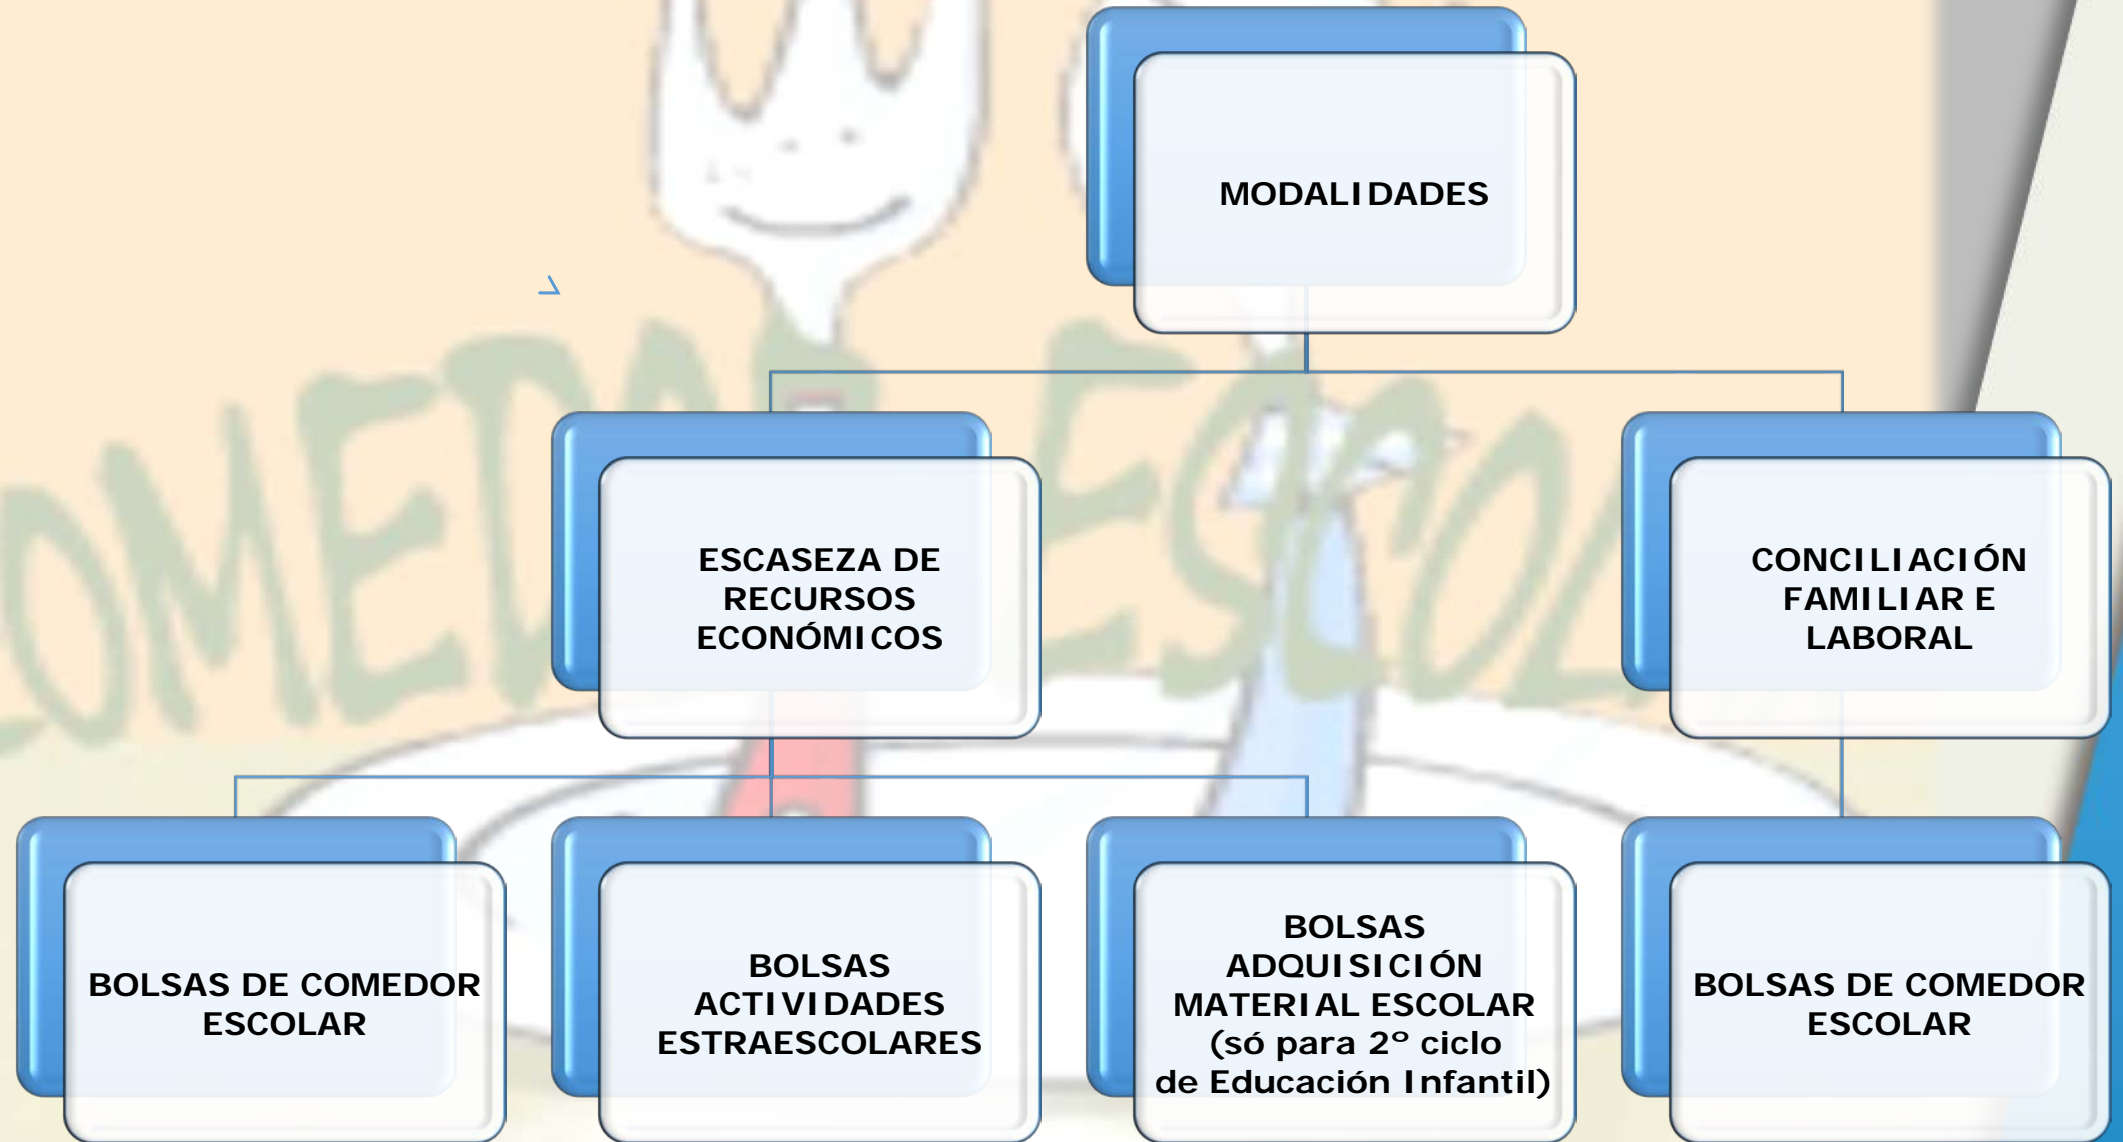 MODALIDADES
ESCASEZA DE
RECURSOS
ECONÓMICOS
CONCILIACIÓN
FAMILIAR E
LABORAL
BOLSAS DE COMEDOR
ESCOLAR
BOLSAS
ACTIVIDADES
ESTRAESCOLARES
BOLSAS
ADQUISICIÓN
MATERIAL ESCOLAR
(só para 2º ciclo
de Educación Infantil)
BOLSAS DE COMEDOR
ESCOLAR